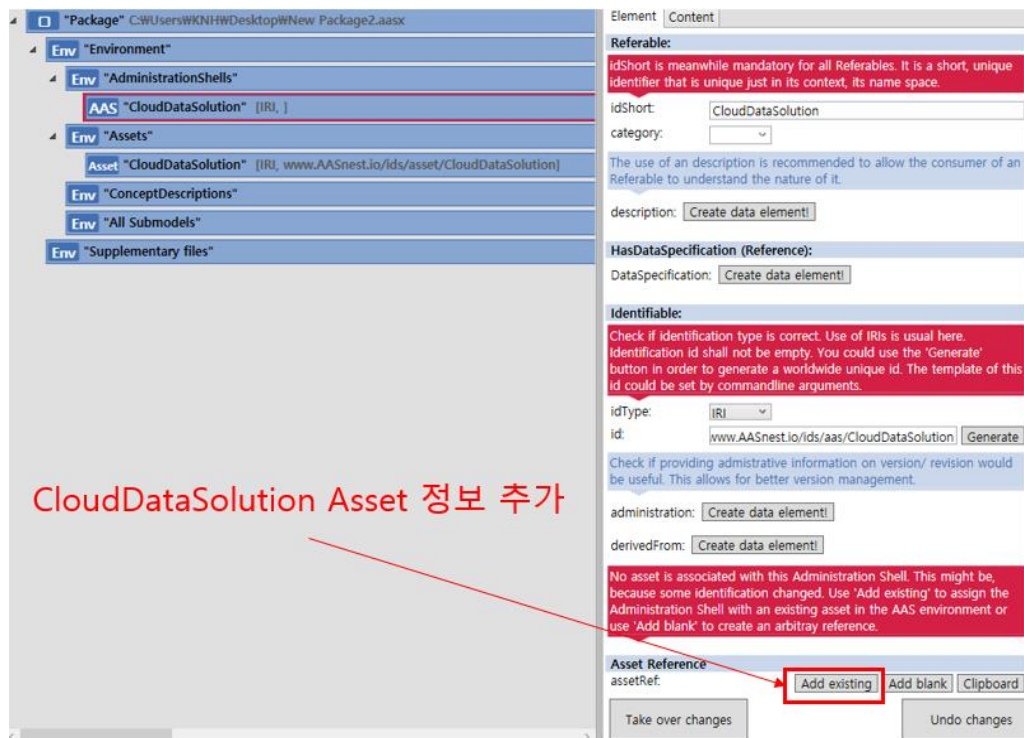 "Package" C:₩Users₩KNH₩Desktop₩New Package2.aasx
Env "Environment"
Env "AdministrationShells"
AAS "CloudDataSolution" [IRI, ]
Env "Assets"
Asset "CloudDataSolution" [IRI, www.AASnest.io/ids/asset/CloudDataSolution]
Env "ConceptDescriptions"
Env "All Submodels"
Env "Supplementary files"
CloudDataSolution Asset 정보 추가
Element Content
Referable:
idShort is meanwhile mandatory for all Referables. It is a short, unique
identifier that is unique just in its context, its name space.
idShort: CloudDataSolution
category:
The use of an description is recommended to allow the consumer of an
Referable to understand the nature of it.
description: Create data element!
HasDataSpecification (Reference):
DataSpecification: Create data element!
Identifiable:
Check if identification type is correct. Use of IRIs is usual here.
Identification id shall not be empty. You could use the 'Generate'
button in order to generate a worldwide unique id. The template of this
id could be set by commandline arguments.
idType: IRI
id: www.AASnest.io/ids/aas/CloudDataSolution Generate
Check if providing admistrative information on version/ revision would
be useful. This allows for better version management.
administration: Create data element!
derivedFrom: Create data element!
No asset is associated with this Administration Shell. This might be,
because some identification changed. Use 'Add existing' to assign the
Administration Shell with an existing asset in the AAS environment or
use 'Add blank' to create an arbitray reference.
Asset Reference
assetRef: Add existing Add blank Clipboard
Take over changes Undo changes